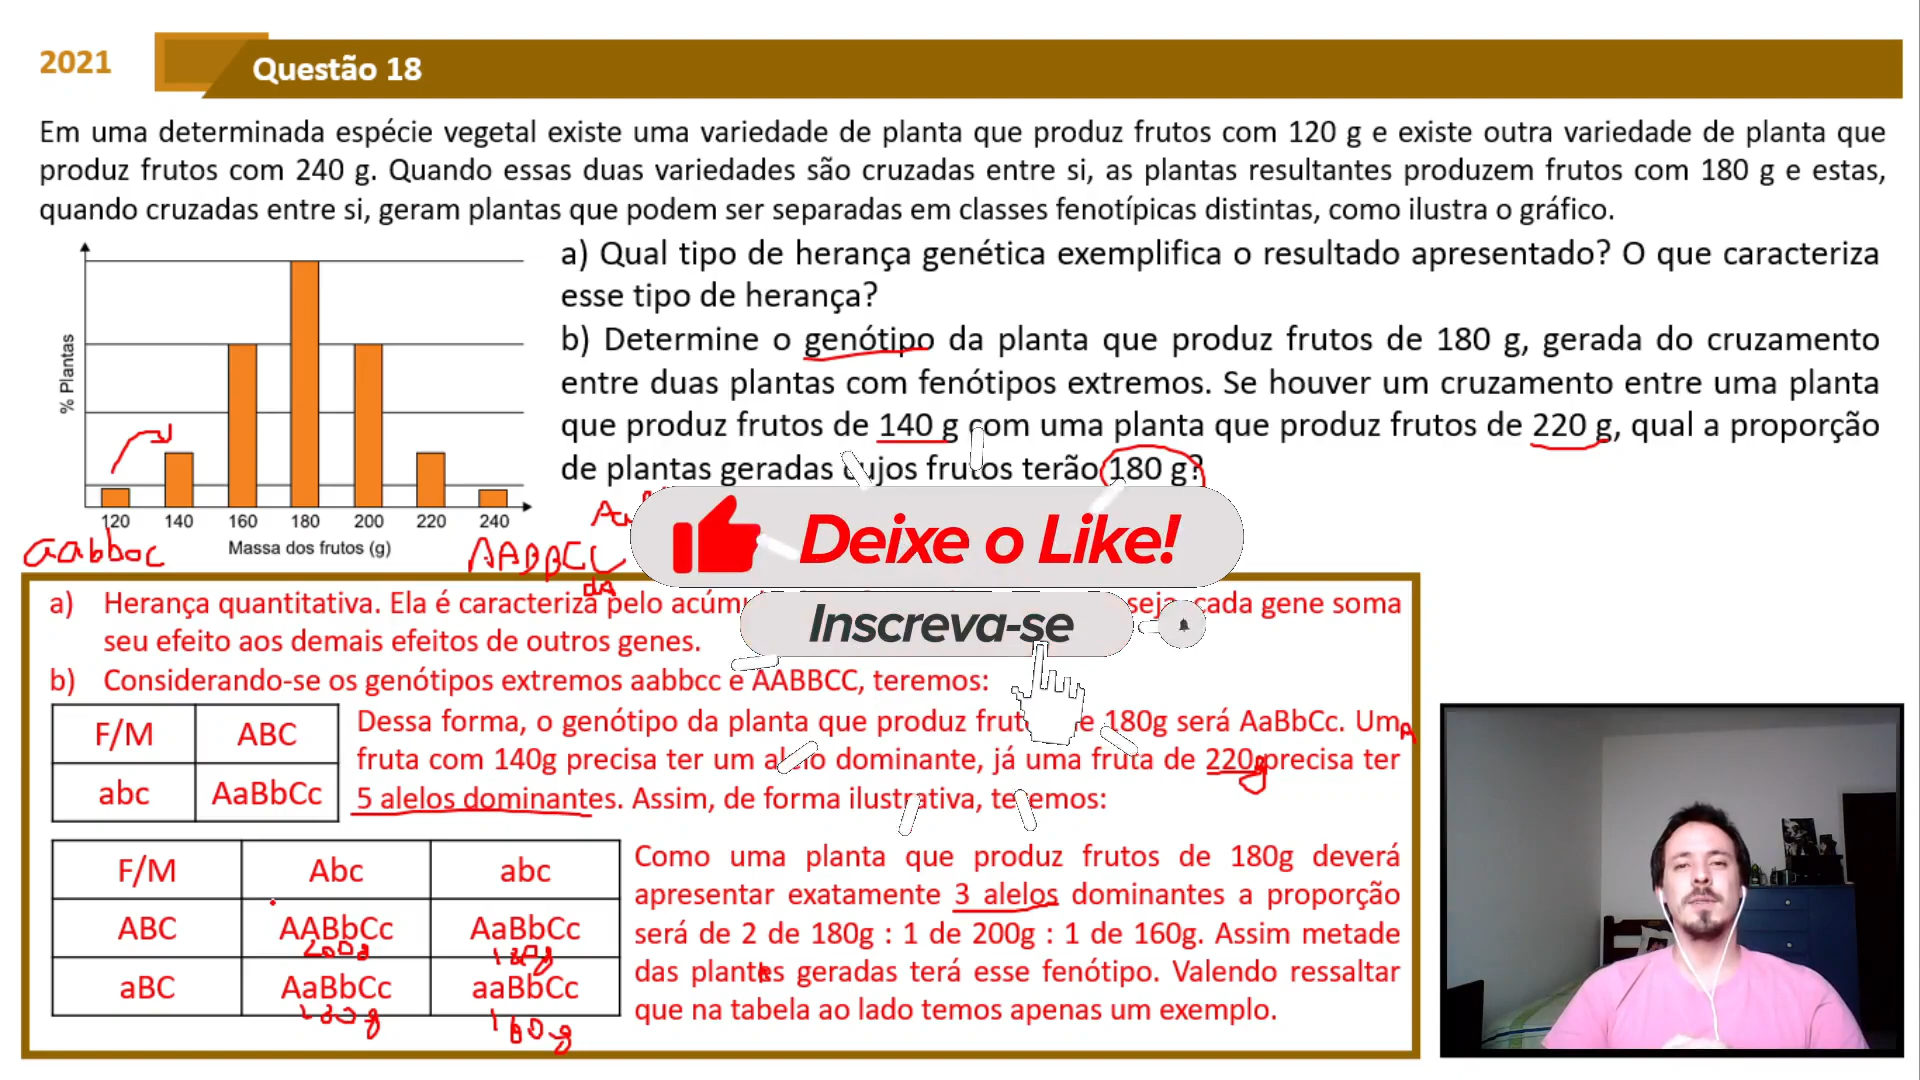 2021
Questão 18
Em uma determinada espécie vegetal existe uma variedade de planta que produz frutos com 120 g e existe outra variedade de planta que
produz frutos com 240 g. Quando essas duas variedades são cruzadas entre si, as plantas resultantes produzem frutos com 180 g e estas,
quando cruzadas entre si, geram plantas que podem ser separadas em classes fenotípicas distintas, como ilustra o gráfico.
a) Qual tipo de herança genética exemplifica o resultado apresentado? O que caracteriza
esse tipo de herança?
b) Determine o genótipo da planta que produz frutos de 180 g, gerada do cruzamento
entre duas plantas com fenótipos extremos. Se houver um cruzamento entre uma planta
que produz frutos de 140 g com uma planta que produz frutos de 220 g, qual a proporção
de plantas geradas cujos frutos terão 180 g?
% Plantas
120 140 160 180 200 220 240
Massa dos frutos (g)
AABBCC
Deixe o Like!
Inscreva-se
a) Herança quantitativa. Ela é caracteriza pelo seja, cada gene soma
da
seu efeito aos demais efeitos de outros genes.
b) Considerando-se os genótipos extremos aabbcc e AABBCC, teremos:
F/M ABC
abc AaBbCc
Dessa forma, o genótipo da planta que produz 180g será AaBbCc. Um
A
fruta com 140g precisa ter um dominante, já uma fruta de 220g precisa ter
5 alelos dominantes. Assim, de forma ilustrativa, teremos:
F/M Abc abc
ABC AABbCc AaBbCc
200g 180g
aBC AaBbCc aaBbCc
180g 160g
Como uma planta que produz frutos de 180g deverá
apresentar exatamente 3 alelos dominantes a proporção
será de 2 de 180g : 1 de 200g : 1 de 160g. Assim metade
das plantas geradas terá esse fenótipo. Valendo ressaltar
que na tabela ao lado temos apenas um exemplo.